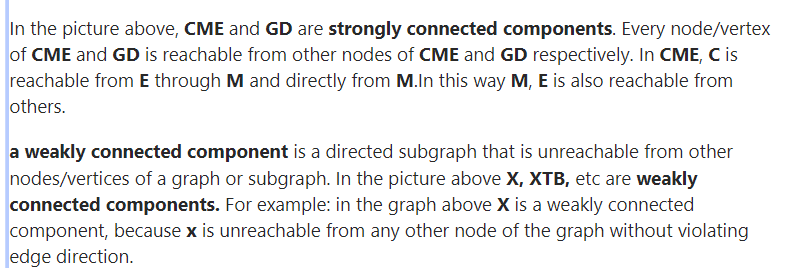 In the picture above, CME and GD are strongly connected components. Every node/vertex
of CME and GD is reachable from other nodes of CME and GD respectively. In CME, C is
reachable from E through M and directly from M.In this way M, E is also reachable from
others.
a weakly connected component is a directed subgraph that is unreachable from other
nodes/vertices of a graph or subgraph. In the picture above X, XTB, etc are weakly
connected components. For example: in the graph above X is a weakly connected
component, because x is unreachable from any other node of the graph without violating
edge direction.